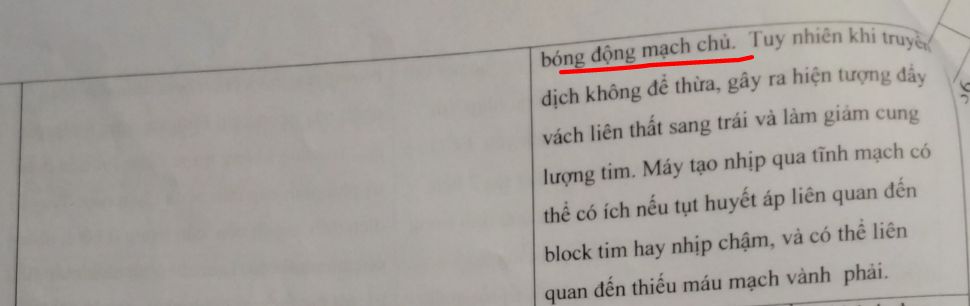 bóng động mạch chủ. Tuy nhiên khi truyền
dịch không để thừa, gây ra hiện tượng đẩy
vách liên thất sang trái và làm giảm cung
lượng tim. Máy tạo nhịp qua tĩnh mạch có
thể có ích nếu tụt huyết áp liên quan đến
block tim hay nhịp chậm, và có thể liên
quan đến thiếu máu mạch vành phải.